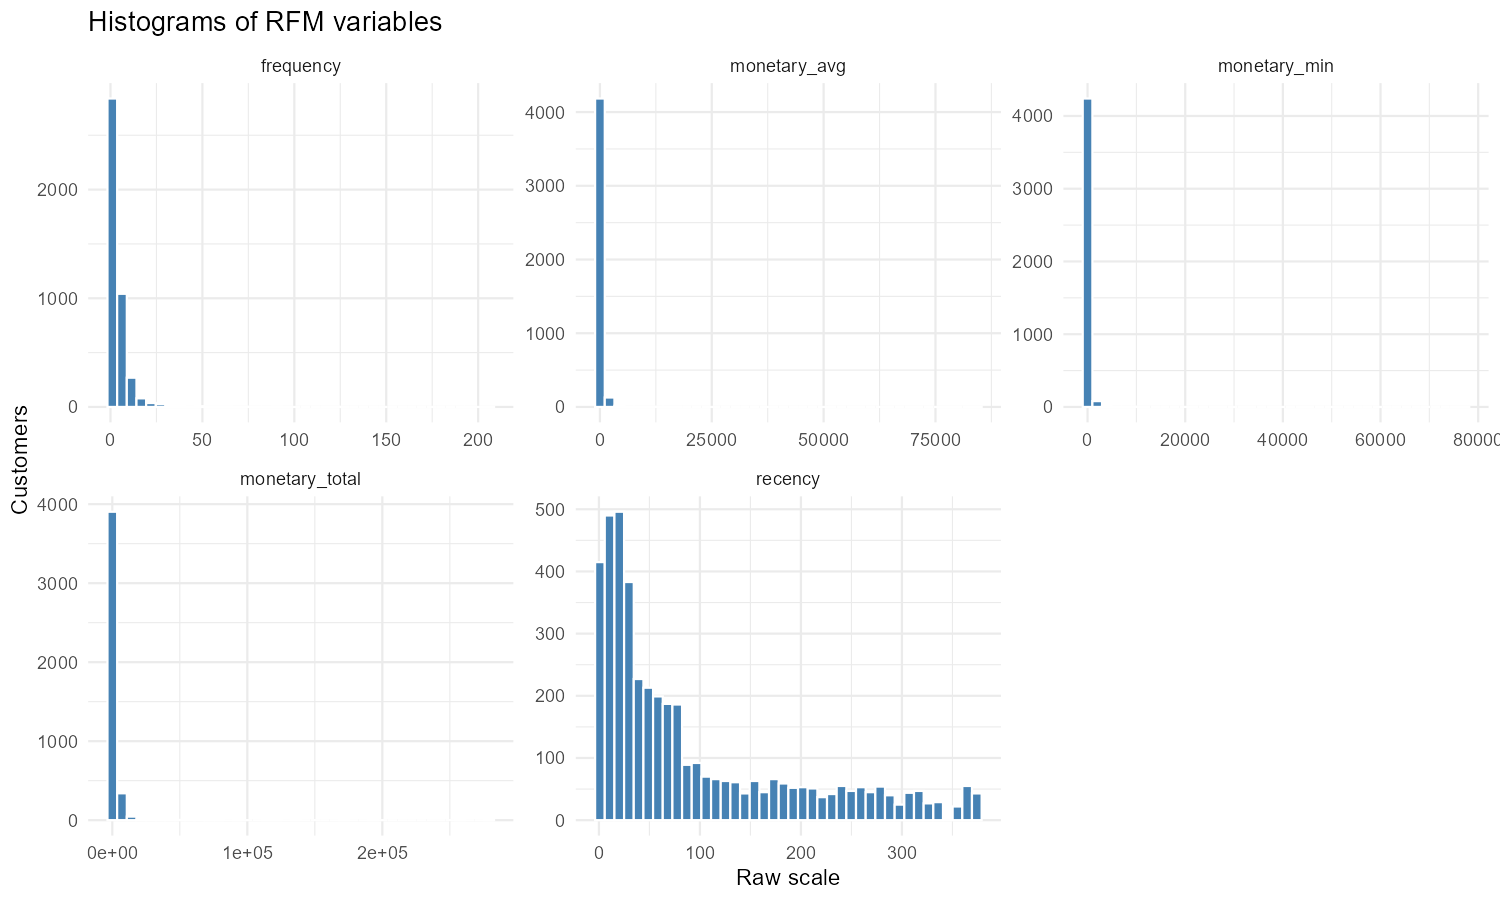 Histograms of RFM variables
frequency
monetary_avg
monetary_min
2000
1000
0
4000
3000
2000
1000
0
4000
3000
2000
1000
0
0 50 100 150 200
0 25000 50000 75000
0 20000 40000 60000 80000
Customers
monetary_total
recency
4000
3000
2000
1000
0
500
400
300
200
100
0
0e+00 1e+05 2e+05
0 100 200 300
Raw scale